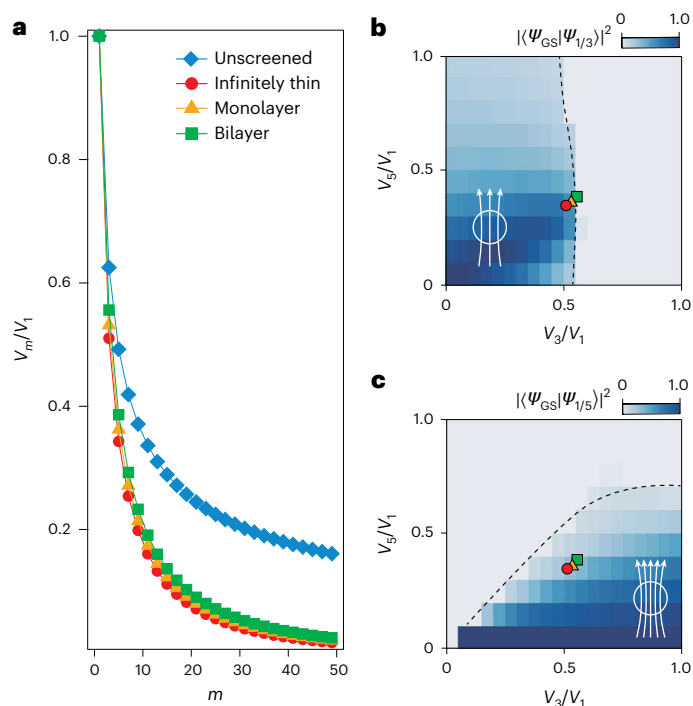 a
Unscreened
Infinitely thin
Monolayer
Bilayer
1.0
0.8
0.6
0.4
0.2
V_m/V_1
0 10 20 30 40 50
m
b
|⟨Ψ_GS|Ψ_1/3⟩|²
0 1.0
1.0
0.5
0
V_5/V_1
0 0.5 1.0
V_3/V_1
c
|⟨Ψ_GS|Ψ_1/5⟩|²
0 1.0
1.0
0.5
0
V_5/V_1
0 0.5 1.0
V_3/V_1